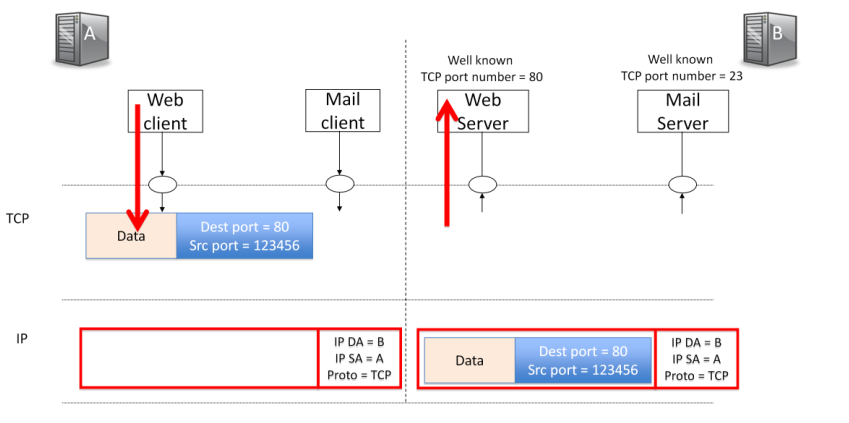 A
B
Well known
TCP port number = 80
Well known
TCP port number = 23
Web
client
Mail
client
Web
Server
Mail
Server
TCP
Data
Dest port = 80
Src port = 123456
IP
IP DA = B
IP SA = A
Proto = TCP
Data
Dest port = 80
Src port = 123456
IP DA = B
IP SA = A
Proto = TCP